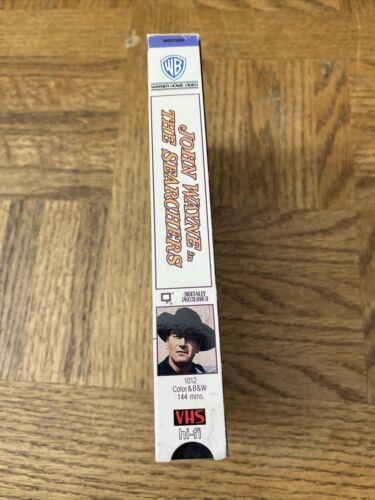 WESTERN
WB
WARNER HOME VIDEO
JOHN WAYNE in
THE SEARCHERS
DIGITALLY
PROCESSED
1012
Color&B&W
144 mins.
VHS
hi-fi